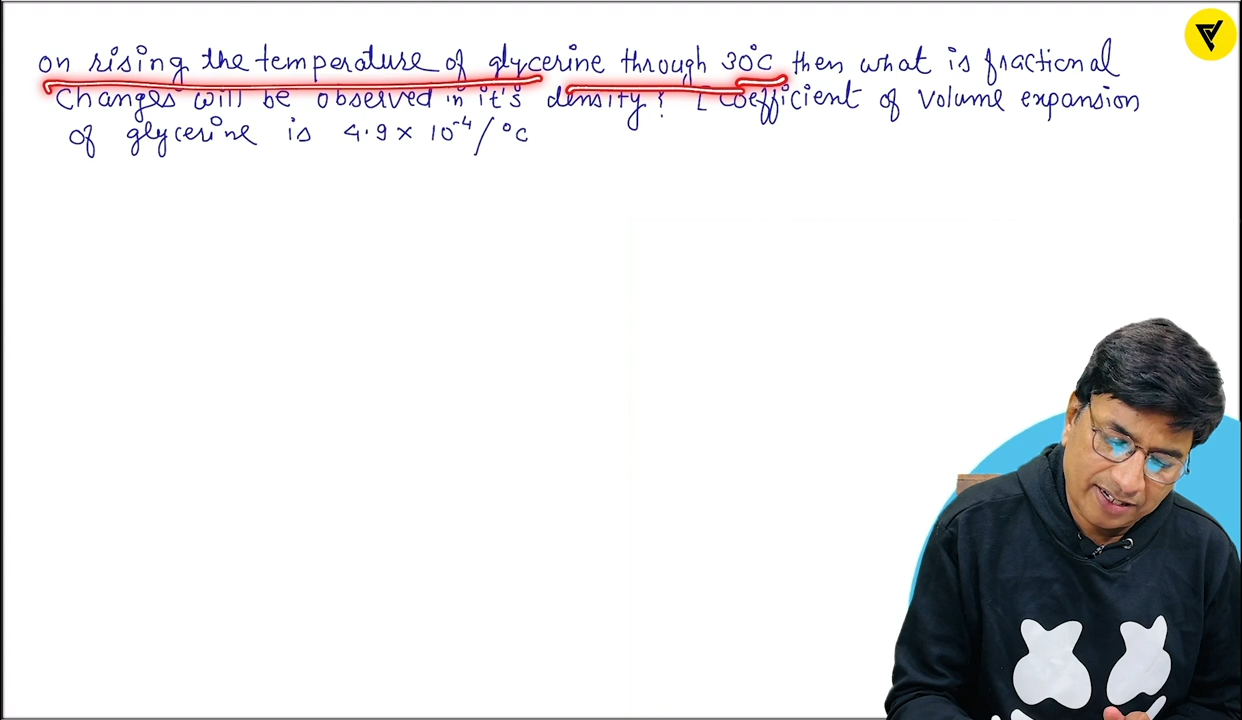 on rising the temperature of glycerine through 30°C then what is fractional
changes will be observed in it's density? [ coefficient of volume expansion
of glycerine is 4.9 × 10⁻⁴/°C